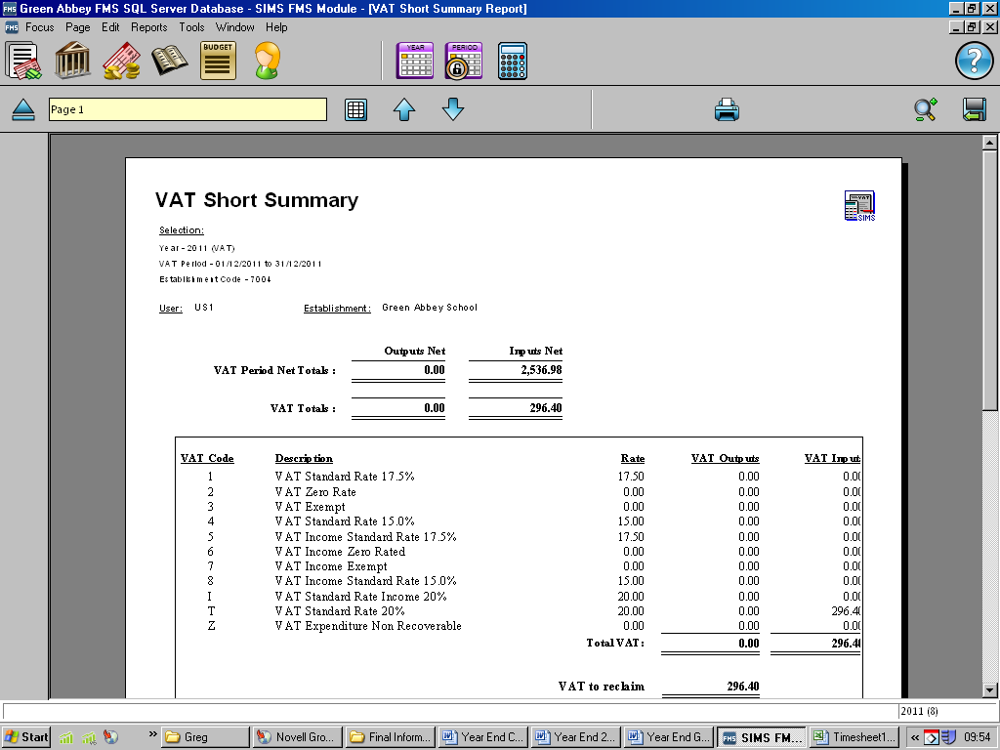 Green Abbey FMS SQL Server Database - SIMS FMS Module - [VAT Short Summary Report]
FMS Focus Page Edit Reports Tools Window Help
BUDGET YEAR PERIOD
Page 1
VAT Short Summary
VAT
SIMS
Selection:
Year - 2011 (VAT)
VAT Period - 01/12/2011 to 31/12/2011
Establishment Code - 7004
User: US1 Establishment: Green Abbey School
Outputs Net Inputs Net
VAT Period Net Totals : 0.00 2,536.98
VAT Totals : 0.00 296.40
VAT Code Description Rate VAT Outputs VAT Inputs
1 VAT Standard Rate 17.5% 17.50 0.00 0.00
2 VAT Zero Rate 0.00 0.00 0.00
3 VAT Exempt 0.00 0.00 0.00
4 VAT Standard Rate 15.0% 15.00 0.00 0.00
5 VAT Income Standard Rate 17.5% 17.50 0.00 0.00
6 VAT Income Zero Rated 0.00 0.00 0.00
7 VAT Income Exempt 0.00 0.00 0.00
8 VAT Income Standard Rate 15.0% 15.00 0.00 0.00
I VAT Standard Rate Income 20% 20.00 0.00 0.00
T VAT Standard Rate 20% 20.00 0.00 296.40
Z VAT Expenditure Non Recoverable 0.00 0.00 0.00
Total VAT: 0.00 296.40
VAT to reclaim 296.40
2011 (8)
Start Greg Novell Gro... Final Inform... Year End C... Year End 2... Year End G... FMS SIMS FM... Timesheet1... 09:54